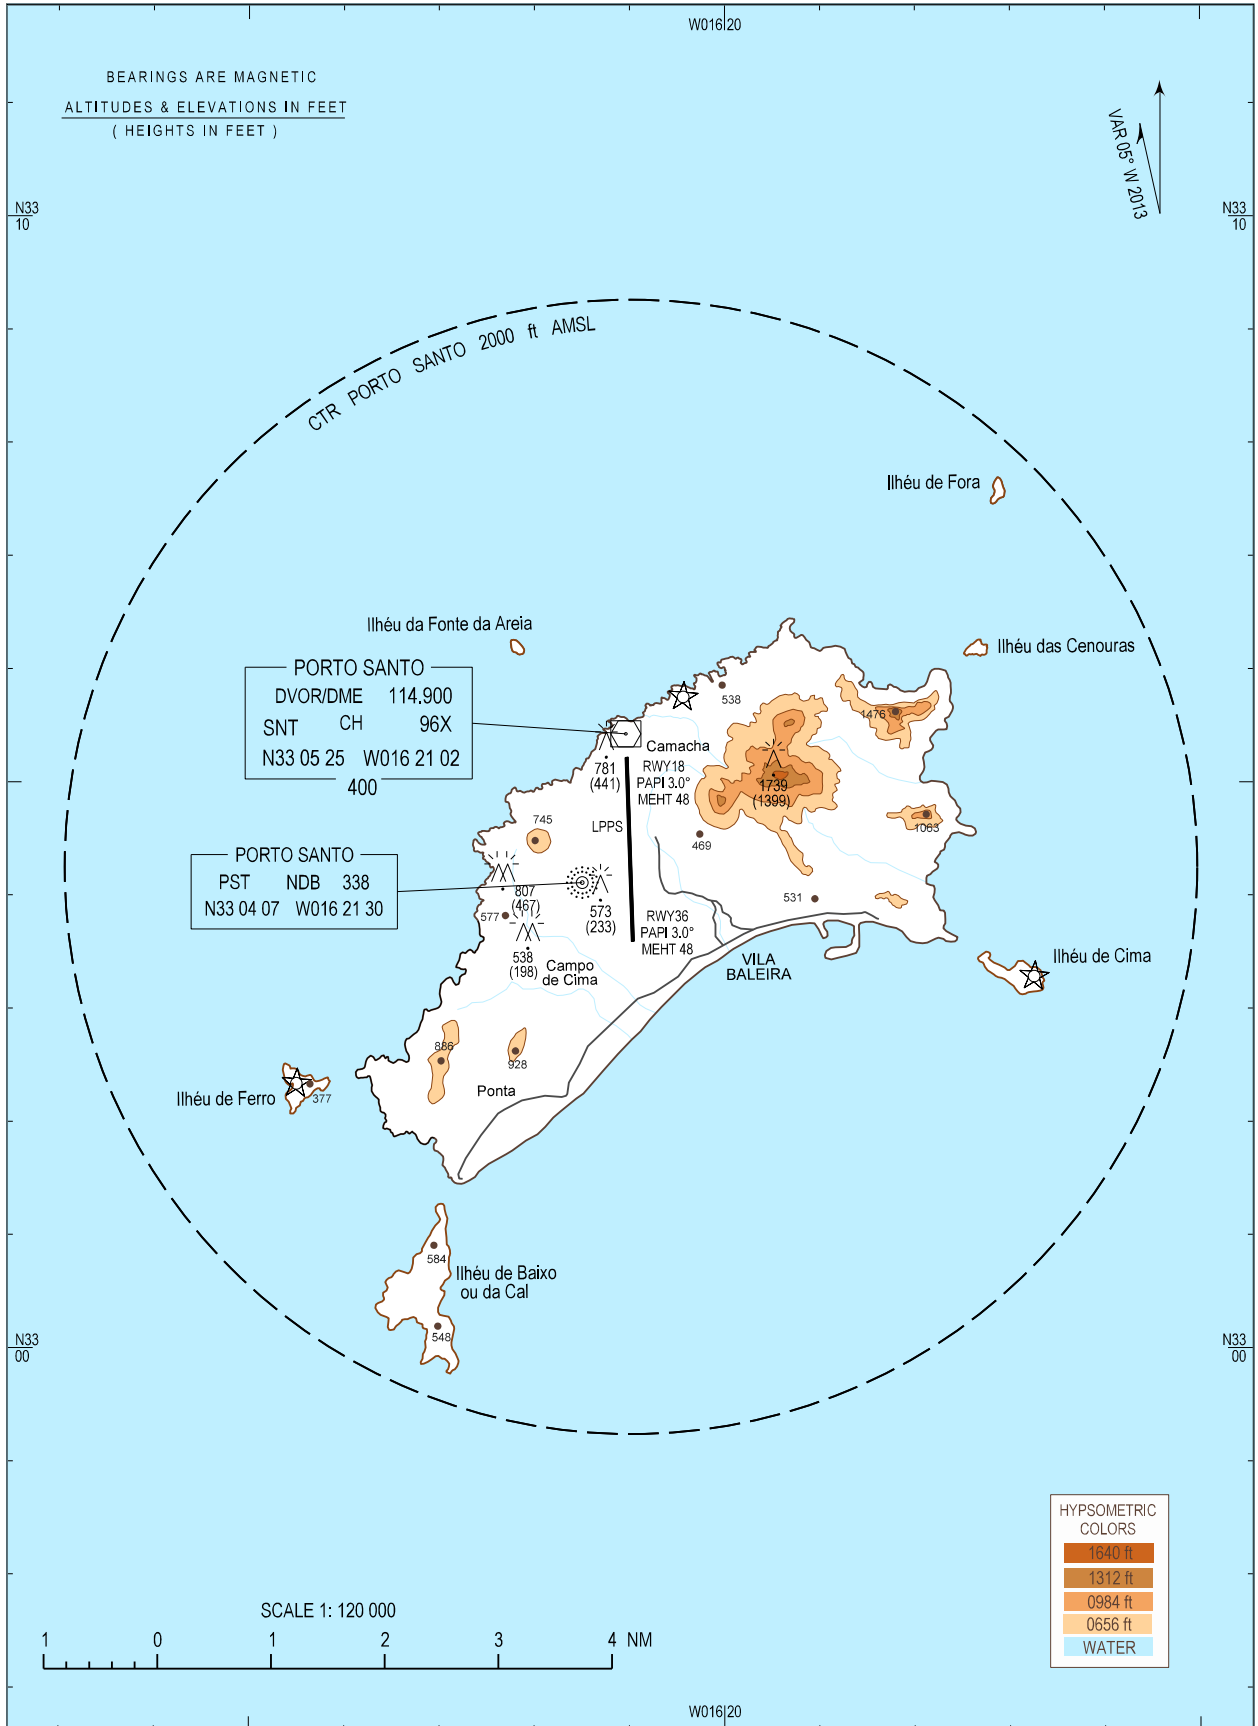 W016 20
BEARINGS ARE MAGNETIC
ALTITUDES & ELEVATIONS IN FEET
( HEIGHTS IN FEET )
VAR 05° W 2013
N33
10
N33
10
CTR PORTO SANTO 2000 ft AMSL
Ilhéu de Fora
Ilhéu da Fonte da Areia
Ilhéu das Cenouras
PORTO SANTO
DVOR/DME 114.900
SNT CH 96X
N33 05 25 W016 21 02
400
538
1476
Camacha
781
(441)
RWY18
PAPI 3.0°
MEHT 48
1739
(1399)
LPPS
745
469
1063
PORTO SANTO
PST NDB 338
N33 04 07 W016 21 30
807
(467)
577
573
(233)
531
538
(198)
RWY36
PAPI 3.0°
MEHT 48
Campo
de Cima
VILA
BALEIRA
Ilhéu de Cima
886
928
Ponta
Ilhéu de Ferro
377
584
Ilhéu de Baixo
ou da Cal
548
N33
00
N33
00
HYPSOMETRIC
COLORS
1640 ft
1312 ft
0984 ft
0656 ft
WATER
SCALE 1: 120 000
1 0 1 2 3 4 NM
W016 20